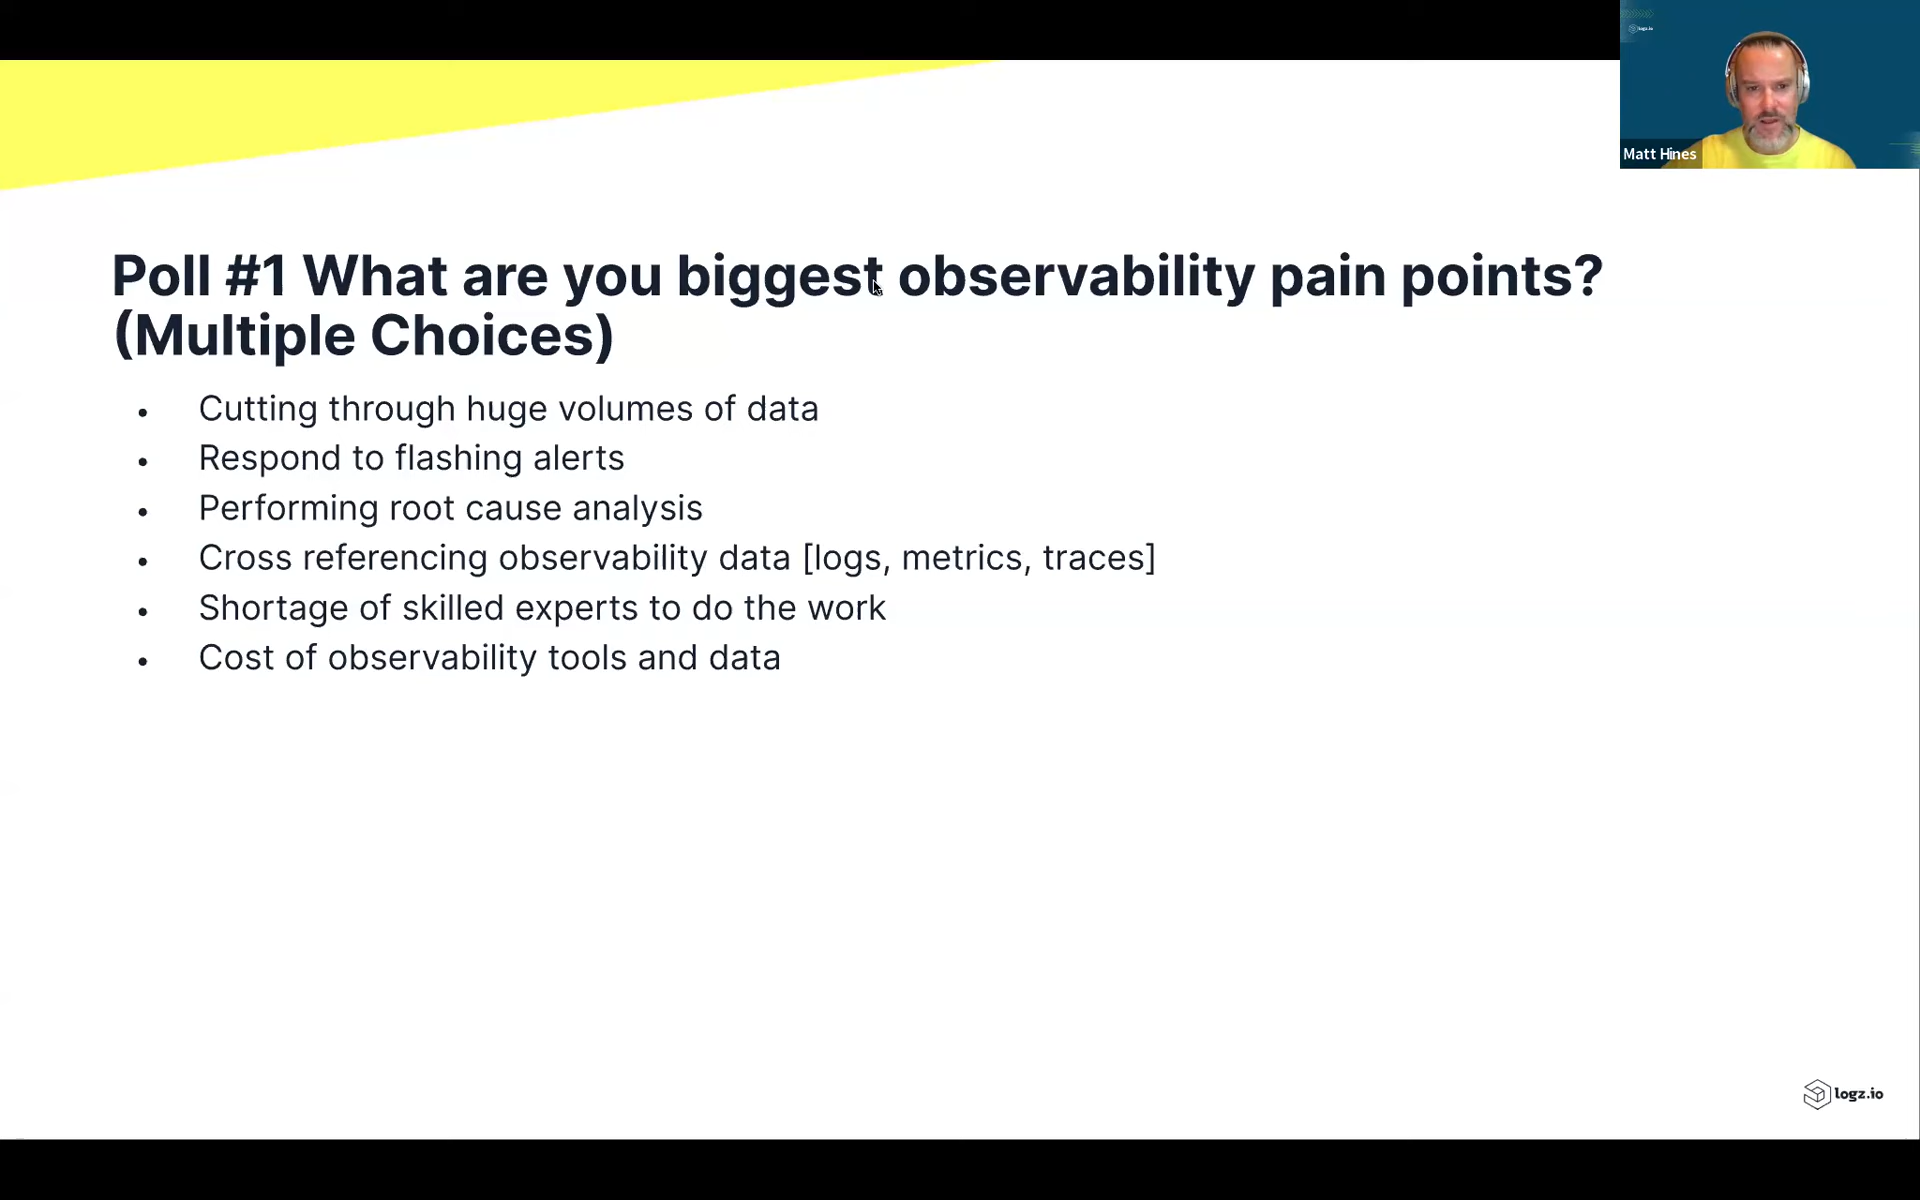 logz.io
Matt Hines
Poll #1 What are you biggest observability pain points?
(Multiple Choices)
• Cutting through huge volumes of data
• Respond to flashing alerts
• Performing root cause analysis
• Cross referencing observability data [logs, metrics, traces]
• Shortage of skilled experts to do the work
• Cost of observability tools and data
logz.io